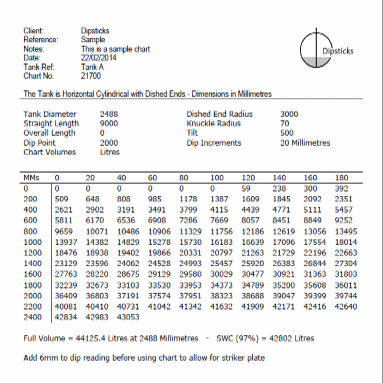 Client: Dipsticks
Reference: Sample
Notes: This is a sample chart
Date: 22/02/2014
Tank Ref: Tank A
Chart No: 21700
Dipsticks
The Tank is Horizontal Cylindrical with Dished Ends - Dimensions in Millimetres
Tank Diameter 2488 Dished End Radius 3000
Straight Length 9000 Knuckle Radius 70
Overall Length 0 Tilt 500
Dip Point 2000 Dip Increments 20 Millimetres
Chart Volumes Litres
MMs 0 20 40 60 80 100 120 140 160 180
0 0 0 0 0 0 0 59 238 300 392
200 509 648 808 985 1178 1387 1609 1845 2092 2351
400 2621 2902 3191 3491 3799 4115 4439 4771 5111 5457
600 5811 6170 6536 6908 7286 7669 8057 8451 8849 9252
800 9659 10071 10486 10906 11329 11756 12186 12619 13056 13495
1000 13937 14382 14829 15278 15730 16183 16639 17096 17554 18014
1200 18476 18938 19402 19866 20331 20797 21263 21729 22196 22663
1400 23129 23596 24062 24528 24993 25457 25920 26383 26844 27304
1600 27763 28220 28675 29129 29580 30029 30477 30921 31363 31803
1800 32239 32673 33103 33530 33953 34373 34789 35200 35608 36011
2000 36409 36803 37191 37574 37951 38323 38688 39047 39399 39744
2200 40081 40410 40731 41042 41342 41632 41909 42171 42416 42640
2400 42834 42983 43053
Full Volume = 44125.4 Litres at 2488 Millimetres - SWC (97%) = 42802 Litres
Add 6mm to dip reading before using chart to allow for striker plate